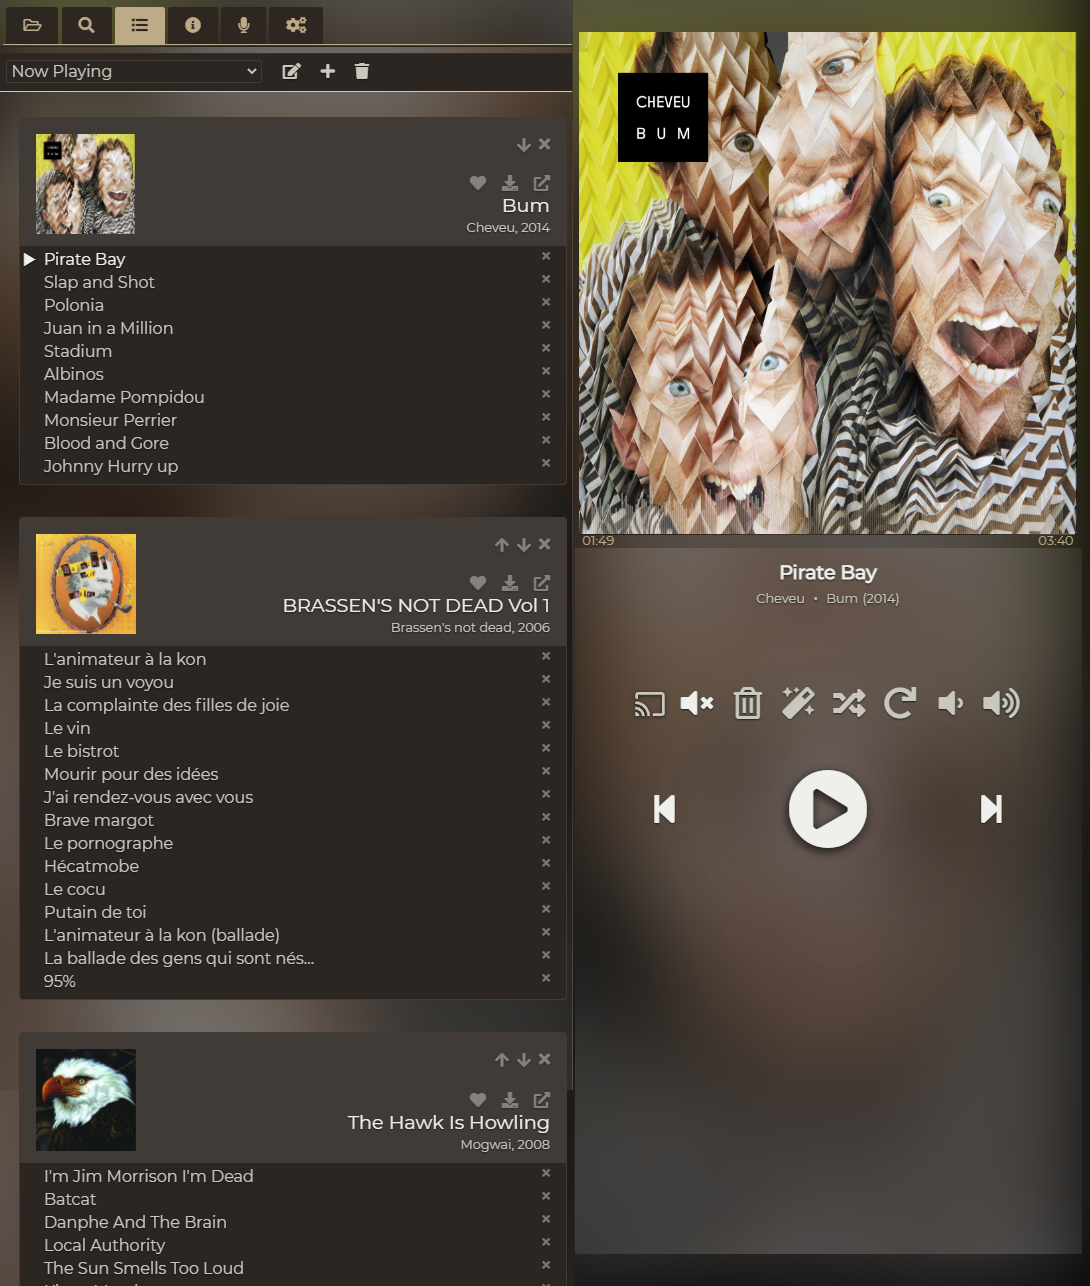 Now Playing
Bum
Cheveu, 2014
Pirate Bay
Slap and Shot
Polonia
Juan in a Million
Stadium
Albinos
Madame Pompidou
Monsieur Perrier
Blood and Gore
Johnny Hurry up
BRASSEN'S NOT DEAD Vol 1
Brassen's not dead, 2006
L'animateur à la kon
Je suis un voyou
La complainte des filles de joie
Le vin
Le bistrot
Mourir pour des idées
J'ai rendez-vous avec vous
Brave margot
Le pornographe
Hécatmobe
Le cocu
Putain de toi
L'animateur à la kon (ballade)
La ballade des gens qui sont nés...
95%
The Hawk Is Howling
Mogwai, 2008
I'm Jim Morrison I'm Dead
Batcat
Danphe And The Brain
Local Authority
The Sun Smells Too Loud
CHEVEU
BUM
01:49
03:40
Pirate Bay
Cheveu • Bum (2014)